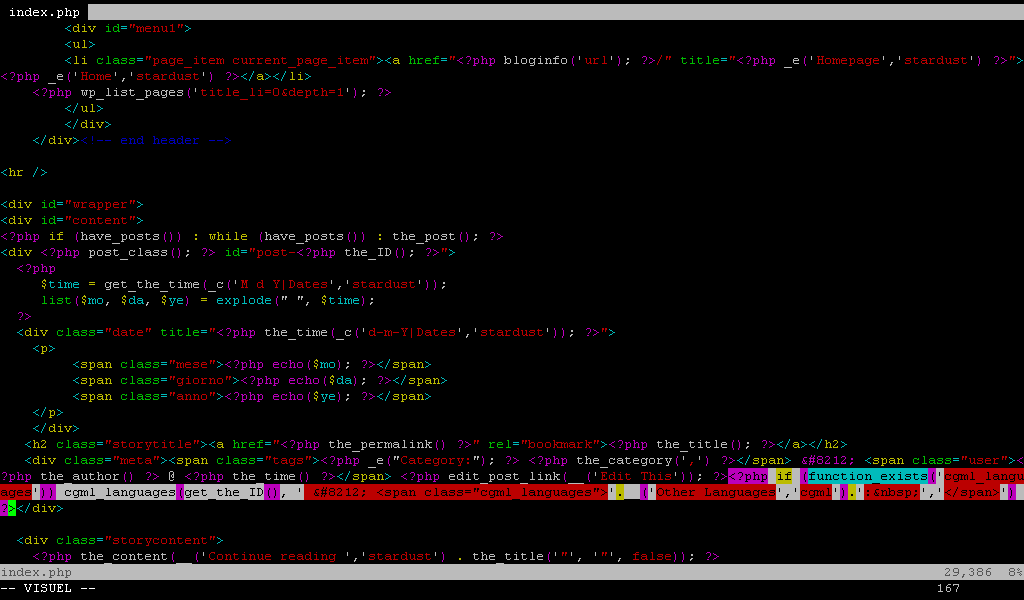 index.php
<div id="menu1">
<ul>
<li class="page_item current_page_item"><a href="<?php bloginfo('url'); ?>/" title="<?php _e('Homepage','stardust') ?>">
<?php _e('Home','stardust') ?></a></li>
<?php wp_list_pages('title_li=0&depth=1'); ?>
</ul>
</div>
</div><!-- end header -->
<hr />
<div id="wrapper">
<div id="content">
<?php if (have_posts()) : while (have_posts()) : the_post(); ?>
<div <?php post_class(); ?> id="post-<?php the_ID(); ?>">
<?php
$time = get_the_time(_c('M d Y|Dates','stardust'));
list($mo, $da, $ye) = explode(" ", $time);
?>
<div class="date" title="<?php the_time(_c('d-m-Y|Dates','stardust')); ?>">
<p>
<span class="mese"><?php echo($mo); ?></span>
<span class="giorno"><?php echo($da); ?></span>
<span class="anno"><?php echo($ye); ?></span>
</p>
</div>
<h2 class="storytitle"><a href="<?php the_permalink() ?>" rel="bookmark"><?php the_title(); ?></a></h2>
<div class="meta"><span class="tags"><?php _e("Category:"); ?> <?php the_category(',') ?></span> &#8212; <span class="user"><
?php the_author() ?> @ <?php the_time() ?></span> <?php edit_post_link(__('Edit This')); ?><?php if (function_exists('cgml_langu
ages')) cgml_languages(get_the_ID(), ' &#8212; <span class="cgml_languages">'.__('Other Languages','cgml').':&nbsp;','</span>')
?></div>
<div class="storycontent">
<?php the_content(__('Continue reading ','stardust') . the_title('"', '"', false)); ?>
index.php 29,386 8%
-- VISUEL -- 167